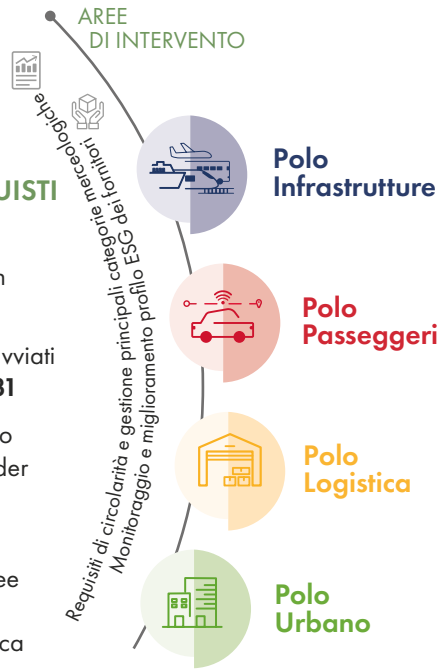 AREE
DI INTERVENTO
Requisiti di circolarità e gestione principali categorie merceologiche
Monitoraggio e miglioramento profilo ESG dei fornitori
UISTI
vviati
31
o
der
ee
ca
Polo
Infrastrutture
Polo
Passeggeri
Polo
Logistica
Polo
Urbano